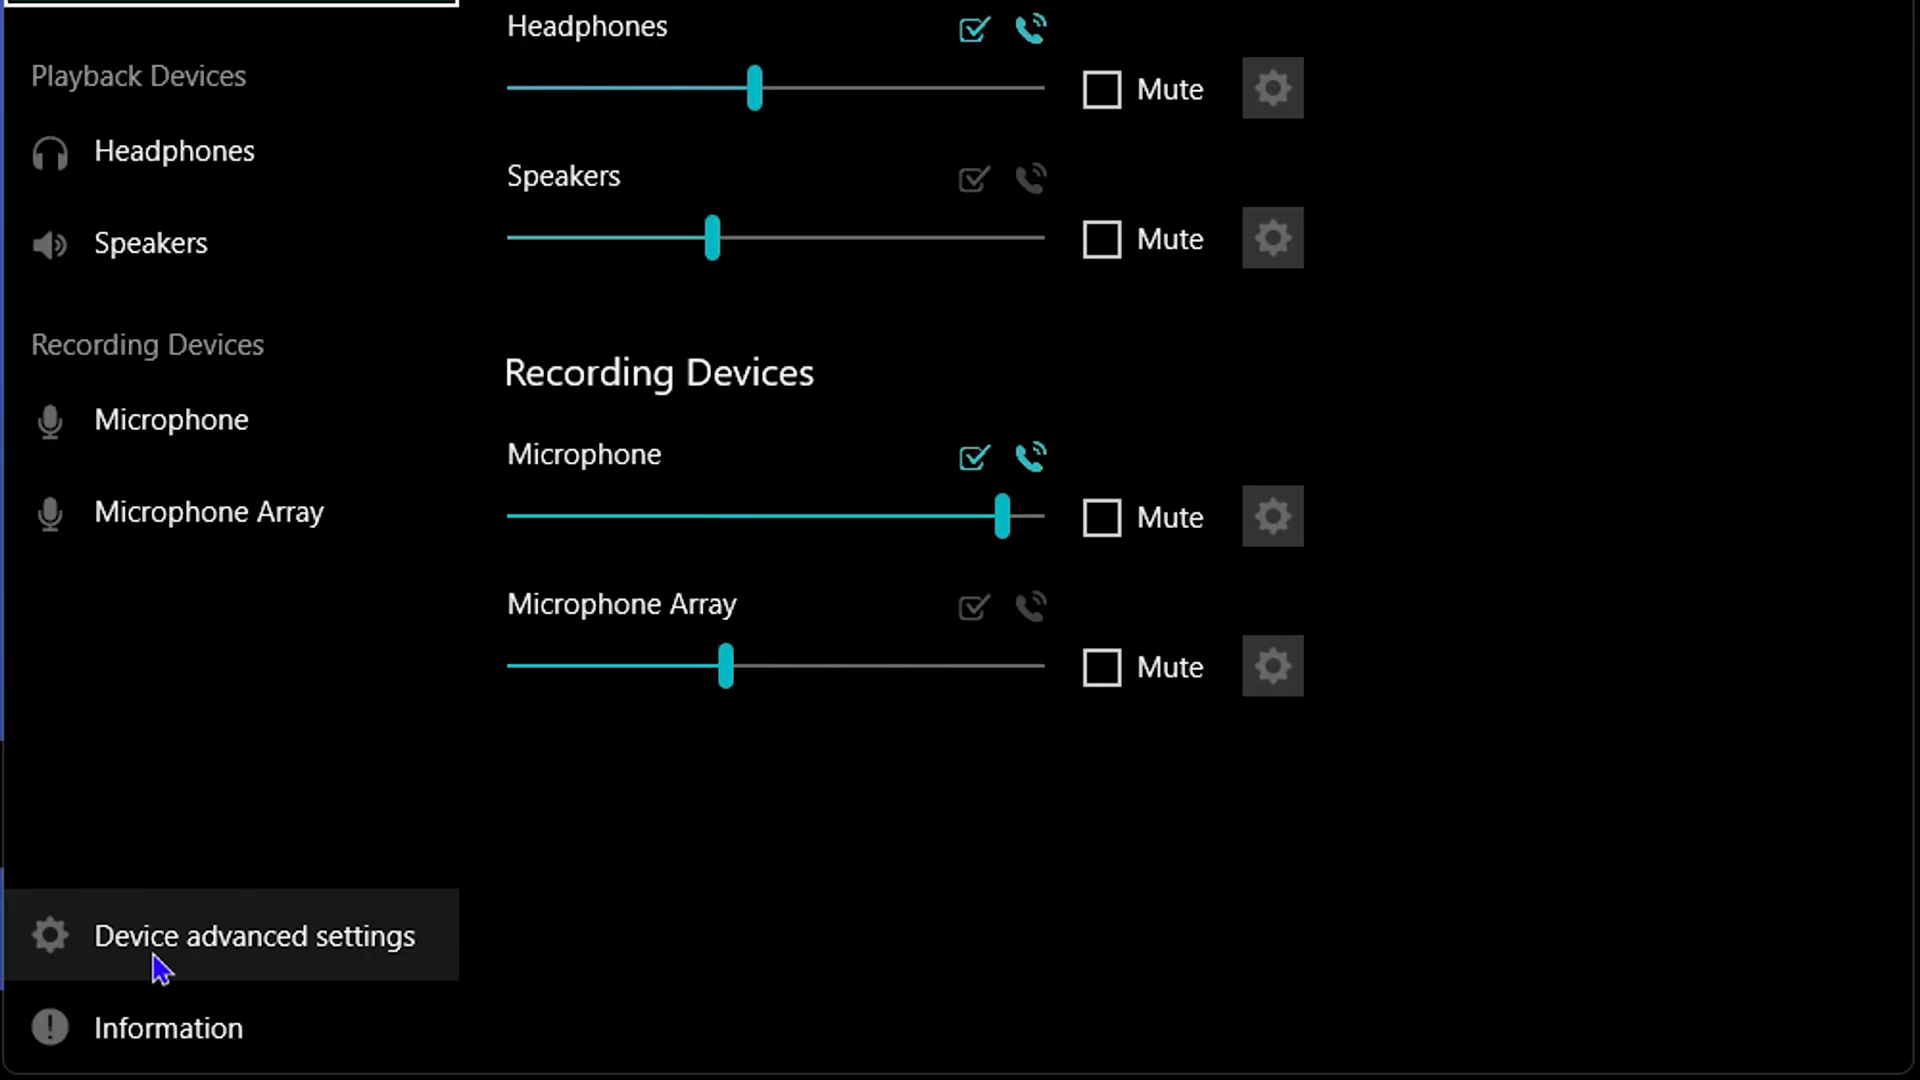 Playback Devices
Headphones
Speakers
Recording Devices
Microphone
Microphone Array
Device advanced settings
Information
Headphones
Mute
Speakers
Mute
Recording Devices
Microphone
Mute
Microphone Array
Mute